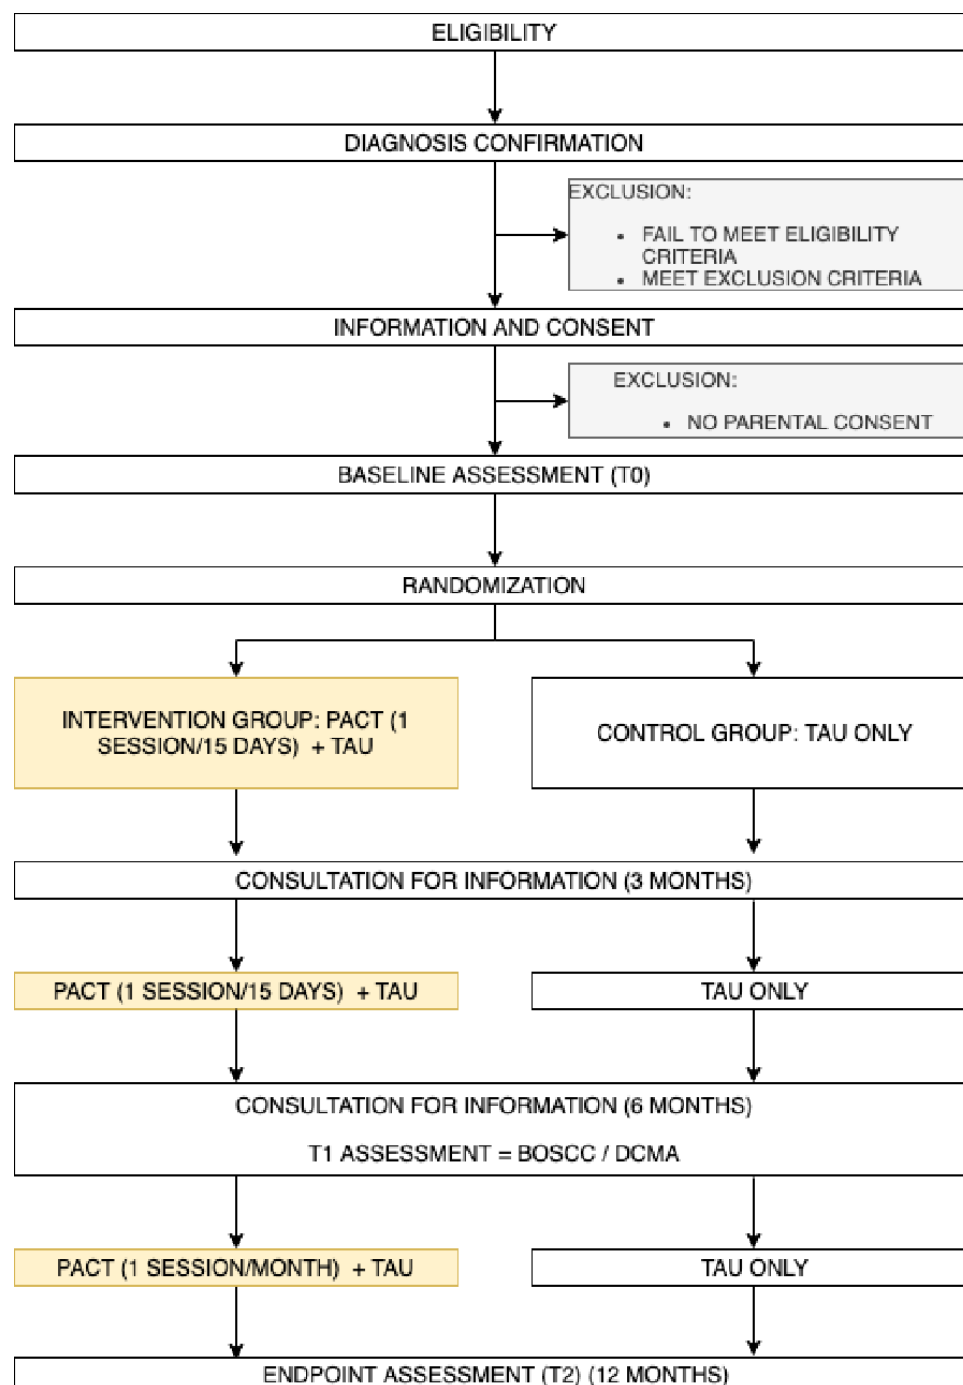 ELIGIBILITY
DIAGNOSIS CONFIRMATION
EXCLUSION:
• FAIL TO MEET ELIGIBILITY
CRITERIA
• MEET EXCLUSION CRITERIA
INFORMATION AND CONSENT
EXCLUSION:
• NO PARENTAL CONSENT
BASELINE ASSESSMENT (T0)
RANDOMIZATION
INTERVENTION GROUP: PACT (1
SESSION/15 DAYS) + TAU
CONTROL GROUP: TAU ONLY
CONSULTATION FOR INFORMATION (3 MONTHS)
PACT (1 SESSION/15 DAYS) + TAU
TAU ONLY
CONSULTATION FOR INFORMATION (6 MONTHS)
T1 ASSESSMENT = BOSCC / DCMA
PACT (1 SESSION/MONTH) + TAU
TAU ONLY
ENDPOINT ASSESSMENT (T2) (12 MONTHS)